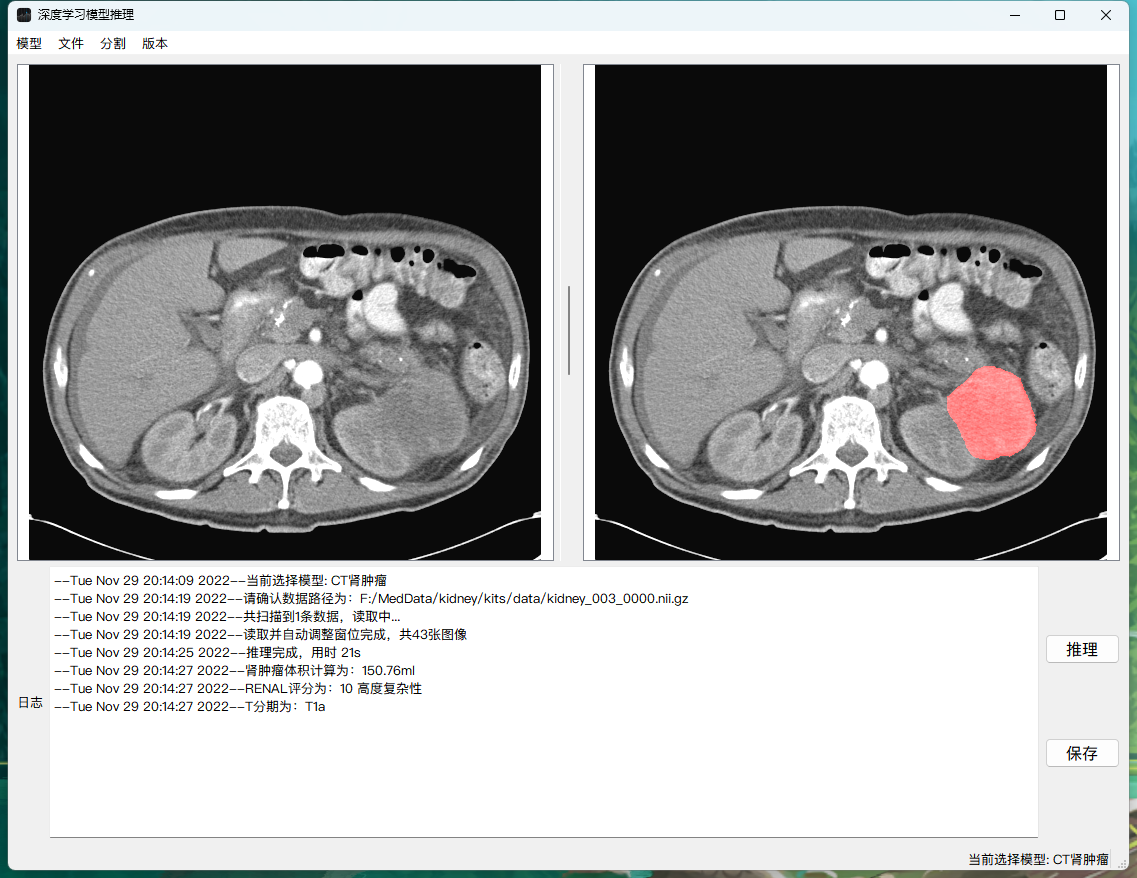 深度学习模型推理
模型 文件 分割 版本
--Tue Nov 29 20:14:09 2022--当前选择模型: CT肾肿瘤
--Tue Nov 29 20:14:19 2022--请确认数据路径为：F:/MedData/kidney/kits/data/kidney_003_0000.nii.gz
--Tue Nov 29 20:14:19 2022--共扫描到1条数据，读取中...
--Tue Nov 29 20:14:19 2022--读取并自动调整窗位完成，共43张图像
--Tue Nov 29 20:14:25 2022--推理完成，用时 21s
--Tue Nov 29 20:14:27 2022--肾肿瘤体积计算为：150.76ml
--Tue Nov 29 20:14:27 2022--RENAL评分为：10 高度复杂性
--Tue Nov 29 20:14:27 2022--T分期为：T1a
日志
推理
保存
当前选择模型: CT肾肿瘤